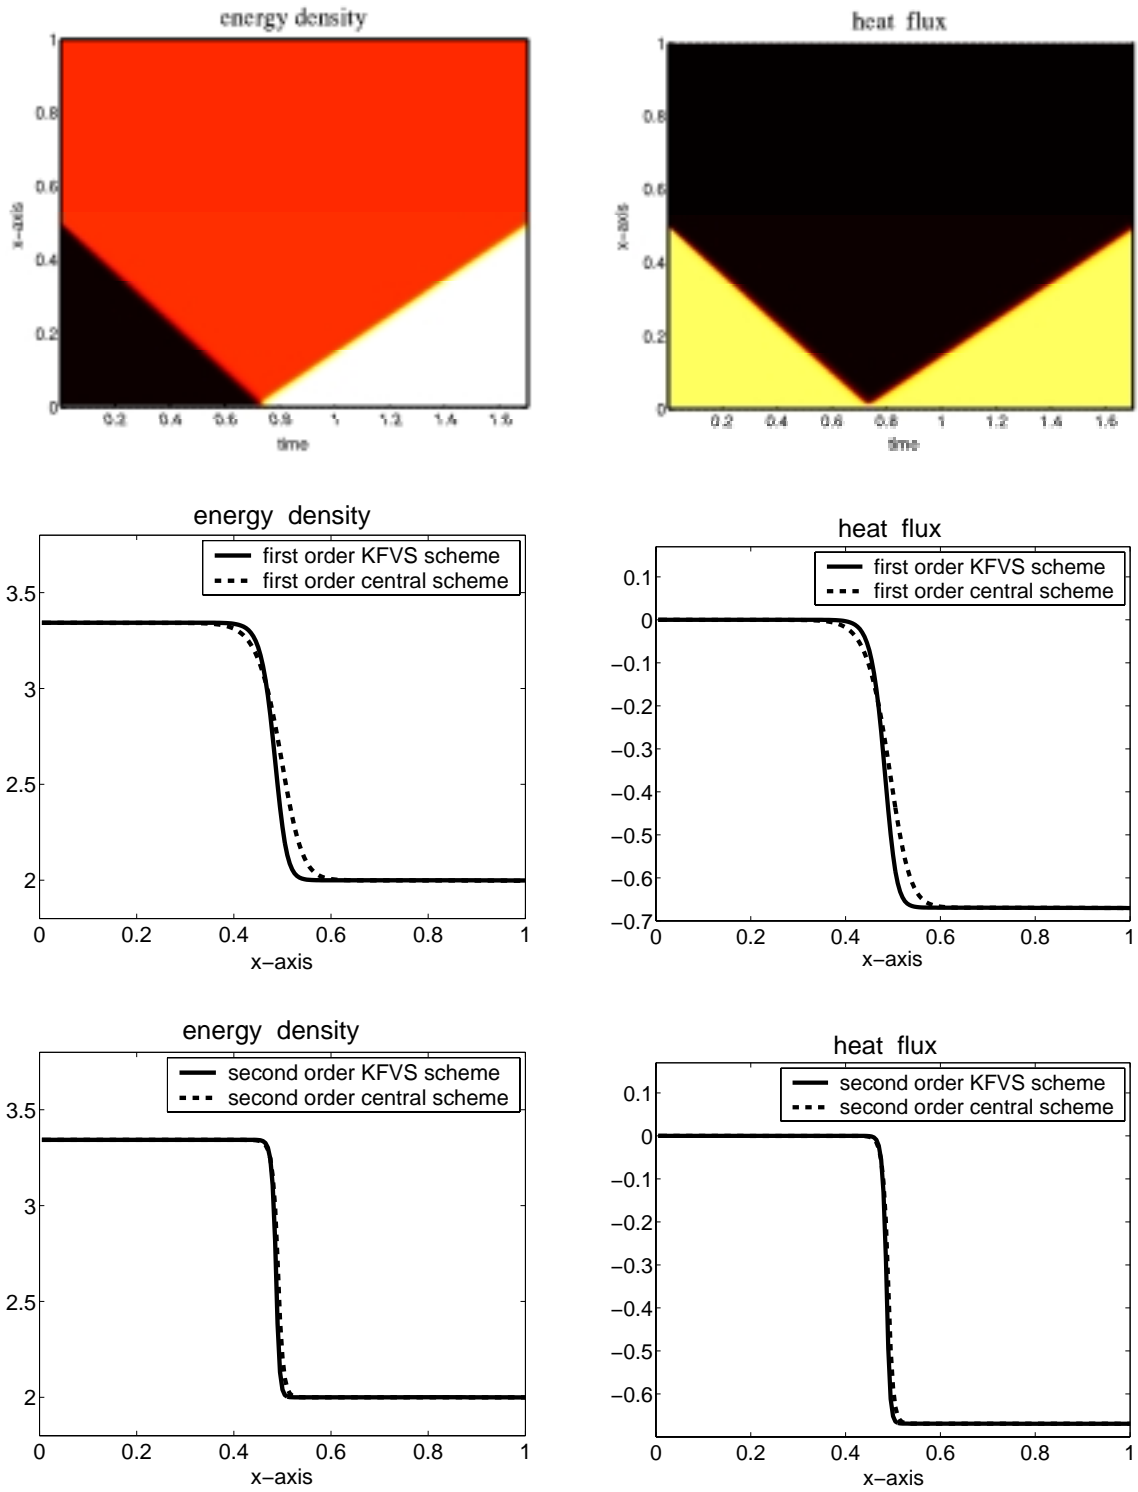 energy density
1
0.8
0.6
0.4
0.2
0
x-axis
0.2 0.4 0.6 0.8 1 1.2 1.4 1.6
time
heat flux
1
0.8
0.6
0.4
0.2
0
x-axis
0.2 0.4 0.6 0.8 1 1.2 1.4 1.6
time
energy density
first order KFVS scheme
first order central scheme
3.5
3
2.5
2
0 0.2 0.4 0.6 0.8 1
x−axis
heat flux
first order KFVS scheme
first order central scheme
0.1
0
−0.1
−0.2
−0.3
−0.4
−0.5
−0.6
−0.7
0 0.2 0.4 0.6 0.8 1
x−axis
energy density
second order KFVS scheme
second order central scheme
3.5
3
2.5
2
0 0.2 0.4 0.6 0.8 1
x−axis
heat flux
second order KFVS scheme
second order central scheme
0.1
0
−0.1
−0.2
−0.3
−0.4
−0.5
−0.6
0 0.2 0.4 0.6 0.8 1
x−axis